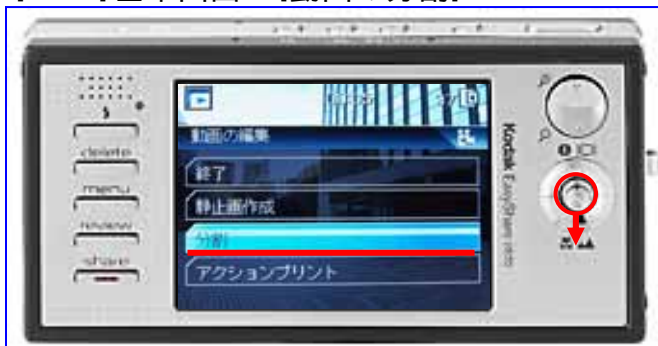 動画の編集
終了
静止画作成
分割
アクションプリント
delete
menu
review
share
Kodak EasyShare